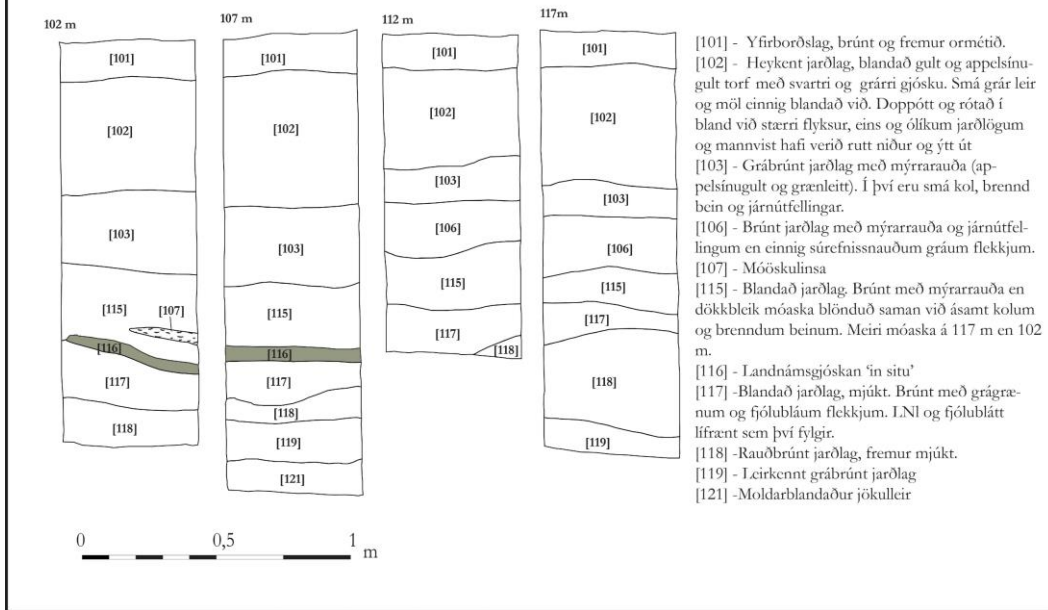 102 m
[101]
[102]
[103]
[115]
[107]
[116]
[117]
[118]
107 m
[101]
[102]
[103]
[115]
[116]
[117]
[118]
[119]
[121]
112 m
[101]
[102]
[103]
[106]
[115]
[117]
[118]
117m
[101]
[102]
[103]
[106]
[115]
[117]
[118]
[119]
[101] - Yfirborðslag, brúnt og fremur ormétið.
[102] - Heykent jarðlag, blandað gult og appelsínu-
gult torf með svartri og grárri gjósku. Smá grár leir
og möl einnig blandað við. Doppótt og rótað í
bland við stærri flyksur, eins og ólíkum jarðlögum
og mannvist hafi verið rutt niður og ýtt út
[103] - Grábrúnt jarðlag með mýrrarauða (ap-
pelsínugult og grænleitt). Í því eru smá kol, brennd
bein og járnútfellingar.
[106] - Brúnt jarðlag með mýrarrauða og járnútfel-
lingum en einnig súrefnissnauðum gráum flekkjum.
[107] - Móöskulinsa
[115] - Blandað jarðlag. Brúnt með mýrarrauða en
dökkbleik móaska blönduð saman við ásamt kolum
og brenndum beinum. Meiri móaska á 117 m en 102
m.
[116] - Landnámsgjóskan ‘in situ’
[117] -Blandað jarðlag, mjúkt. Brúnt með grágræ-
num og fjólubláum flekkjum. LNl og fjólublátt
lífrænt sem því fylgir.
[118] -Rauðbrúnt jarðlag, fremur mjúkt.
[119] - Leirkennt grábrúnt jarðlag
[121] -Moldarblandaður jökulleir
0 0,5 1
m